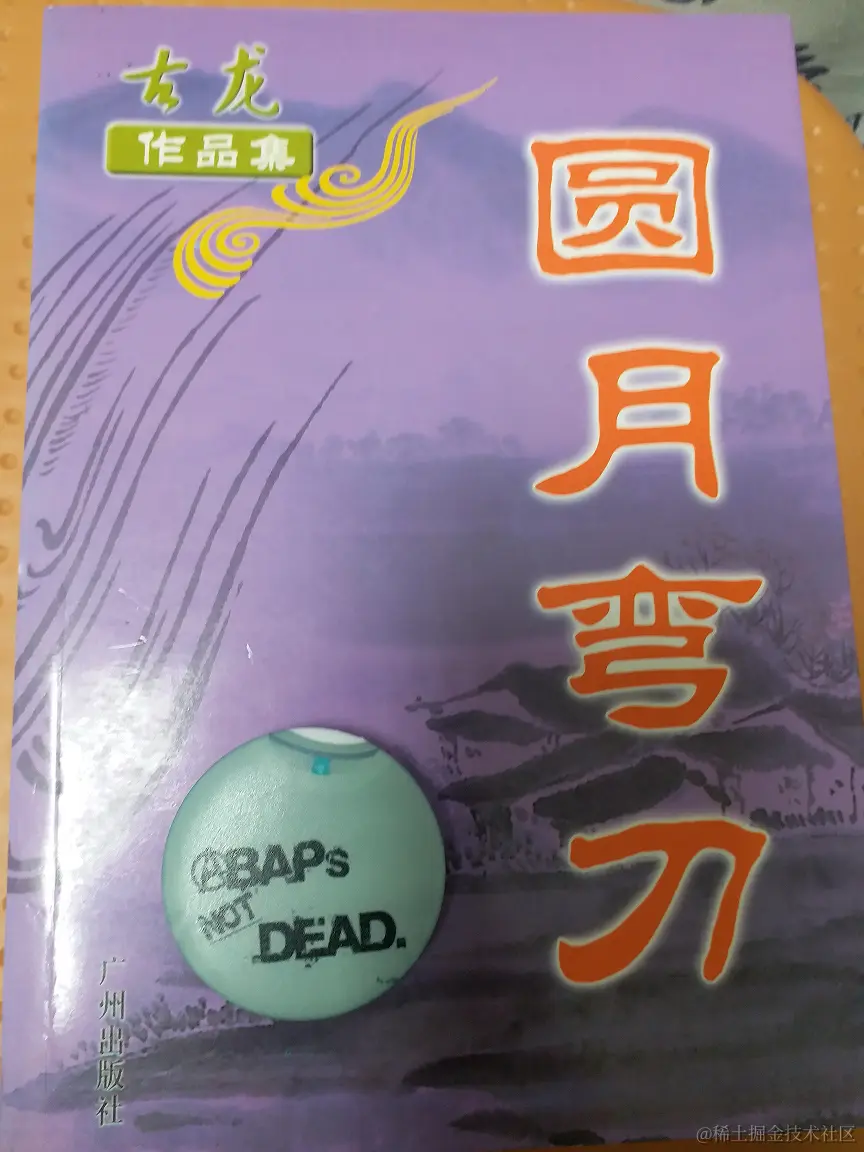 古龙
作品集
圆月弯刀
ABAPs
NOT
DEAD.
广州出版社
@稀土掘金技术社区